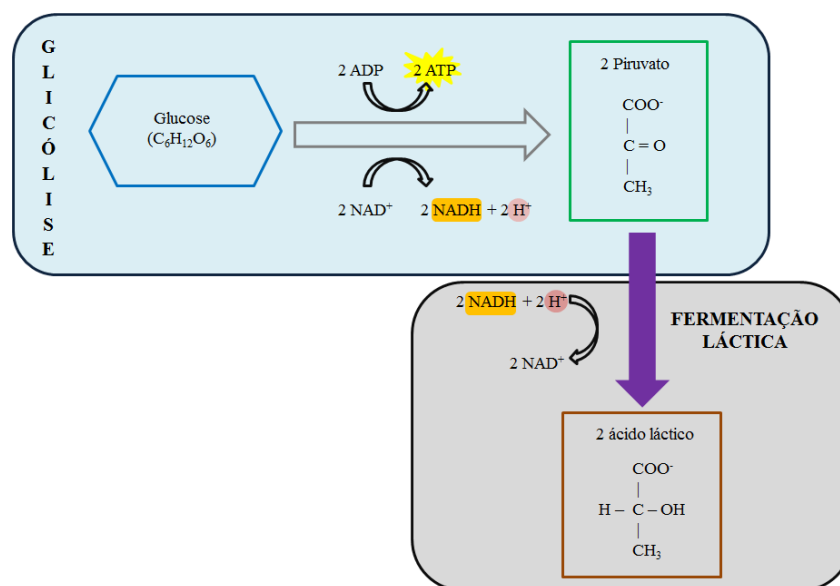 GLICÓLISE
Glucose
(C₆H₁₂O₆)
2 ADP
2 ATP
2 NAD⁺
2 NADH + 2 H⁺
2 Piruvato
COO⁻
|
C = O
|
CH₃
2 NADH + 2 H⁺
2 NAD⁺
FERMENTAÇÃO
LÁCTICA
2 ácido láctico
COO⁻
|
H – C – OH
|
CH₃